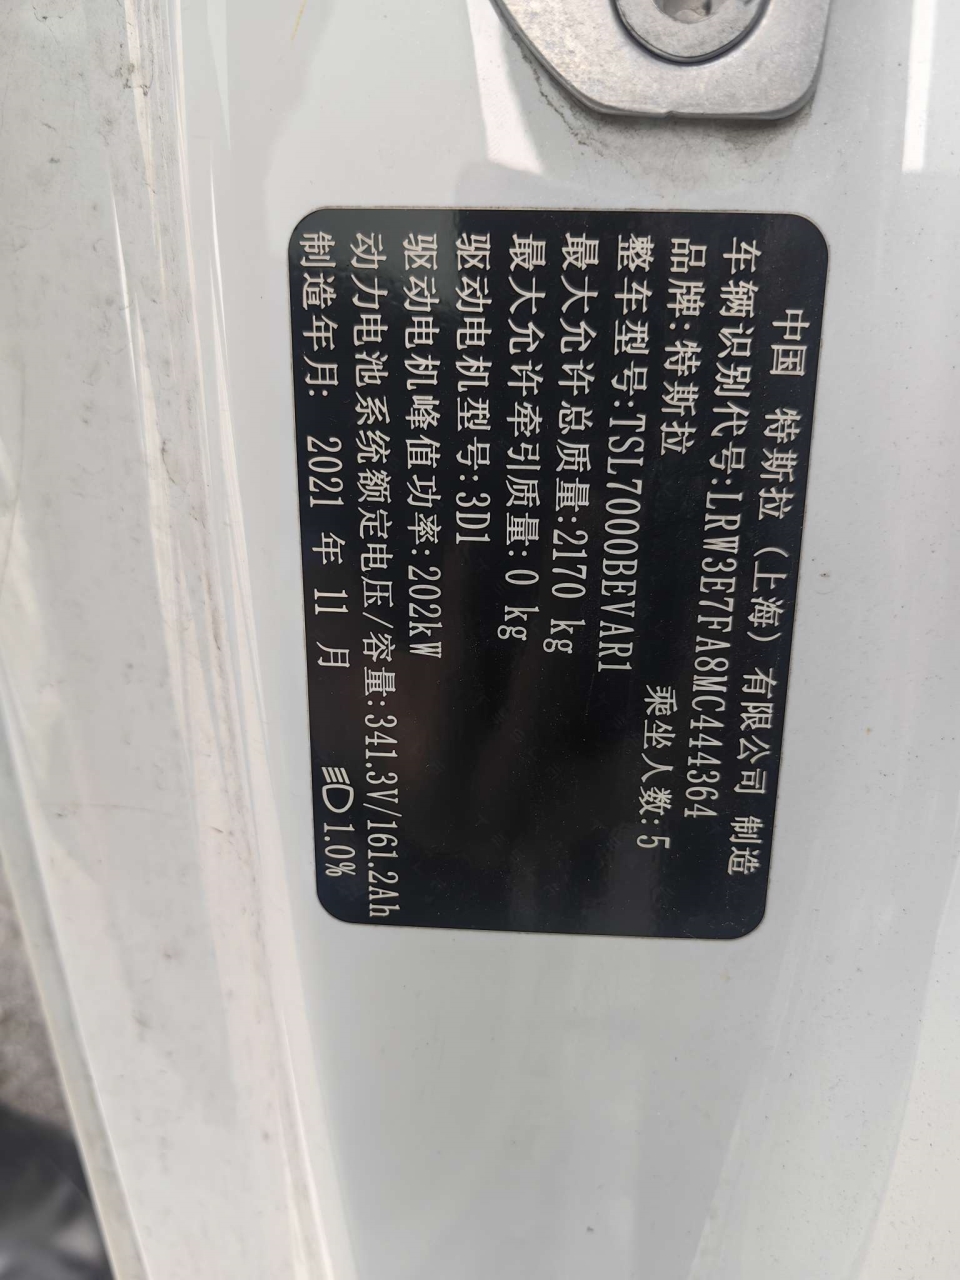 中国 特斯拉（上海）有限公司 制造
车辆识别代号:LRW3E7FA8MC444364
品牌:特斯拉 乘坐人数:5
整车型号:TSL7000BEVAR1
最大允许总质量:2170 kg
最大允许牵引质量: 0 kg
驱动电机型号:3D1
驱动电机峰值功率:202kW
动力电池系统额定电压/容量:341.3V/161.2Ah
制造年月: 2021 年 11 月 1.0%